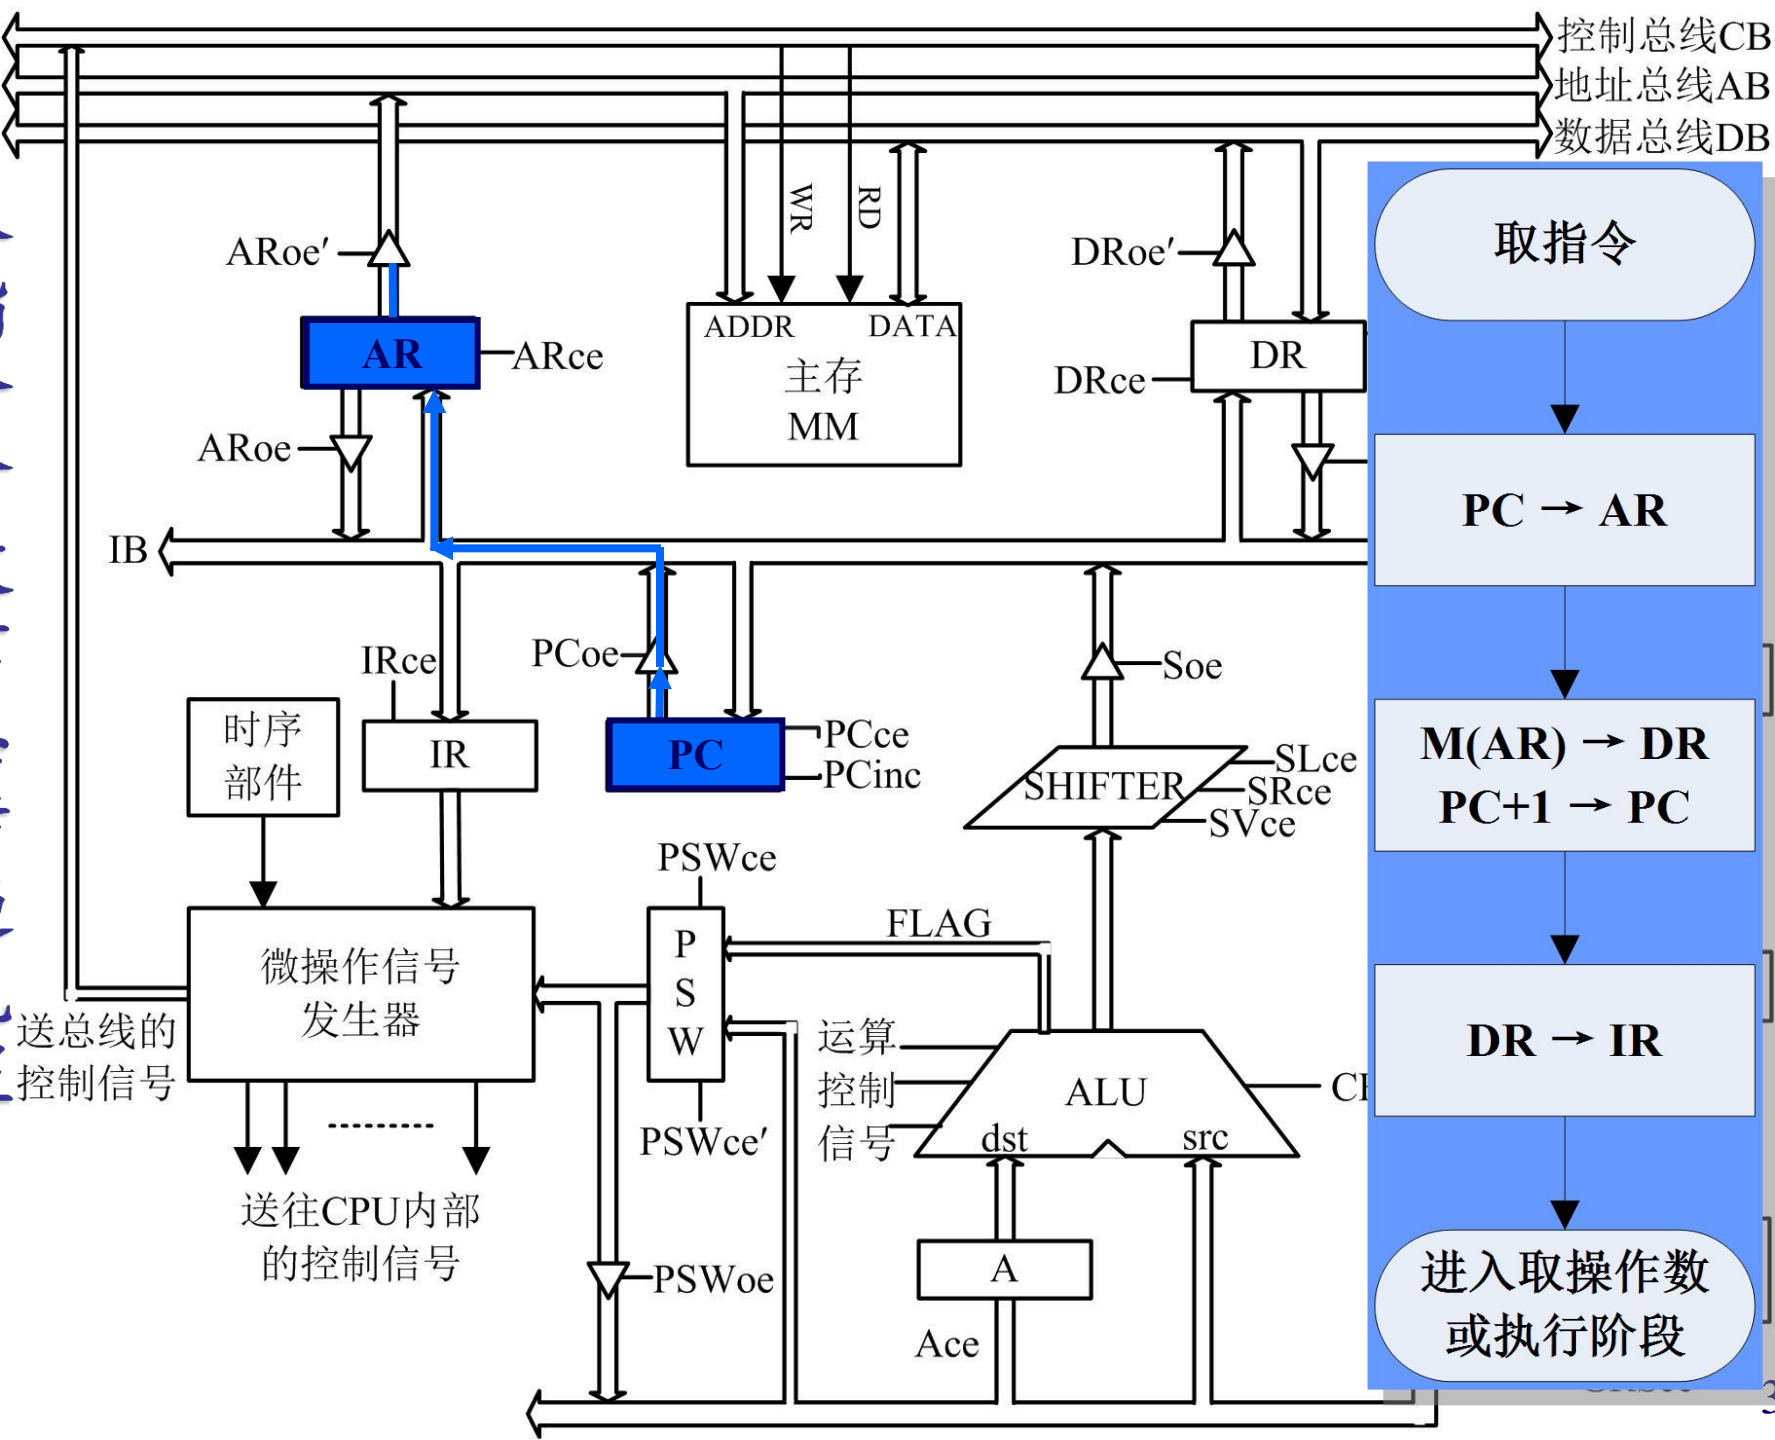 控制总线CB
地址总线AB
数据总线DB
WR
RD
ARoe′
DRoe′
AR
ARce
ADDR
DATA
主存
MM
DR
DRce
ARoe
IB
IRce
PCoe
Soe
时序
部件
IR
PC
PCce
PCinc
SHIFTER
SLce
SRce
SVce
PSWce
FLAG
微操作信号
发生器
P
S
W
送总线的
控制信号
运算
控制
信号
ALU
dst
src
PSWce′
送往CPU内部
的控制信号
PSWoe
A
Ace
取指令
PC → AR
M(AR) → DR
PC+1 → PC
DR → IR
进入取操作数
或执行阶段